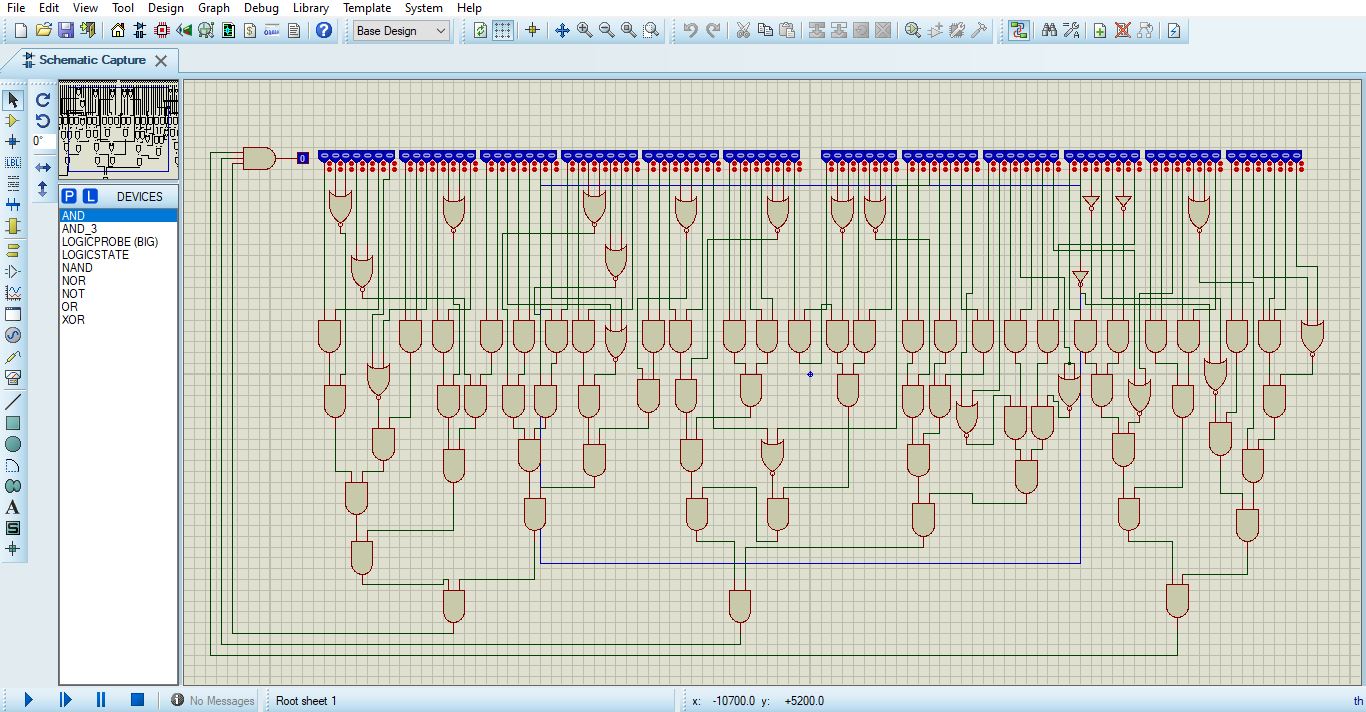 File Edit View Tool Design Graph Debug Library Template System Help
Base Design
Schematic Capture
0°
LBL
P L DEVICES
AND
AND_3
LOGICPROBE (BIG)
LOGICSTATE
NAND
NOR
NOT
OR
XOR
A
S
0
No Messages Root sheet 1 x: -10700.0 y: +5200.0 th